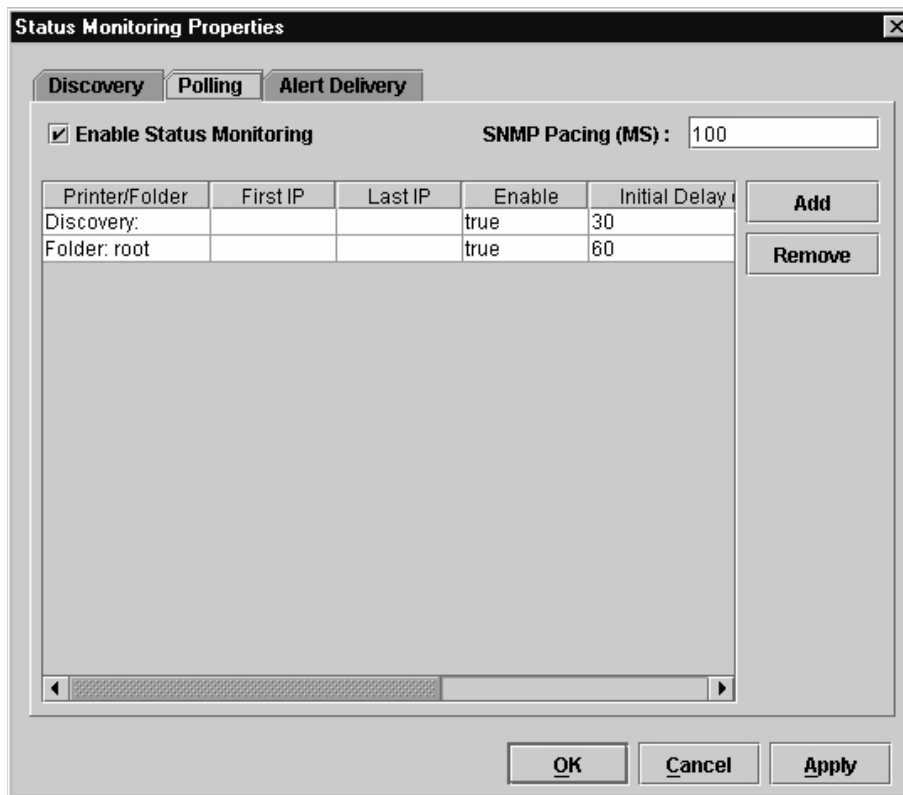 Status Monitoring Properties
Discovery Polling Alert Delivery
Enable Status Monitoring SNMP Pacing (MS) : 100
Printer/Folder First IP Last IP Enable Initial Delay
Discovery: true 30
Folder: root true 60
Add
Remove
OK Cancel Apply